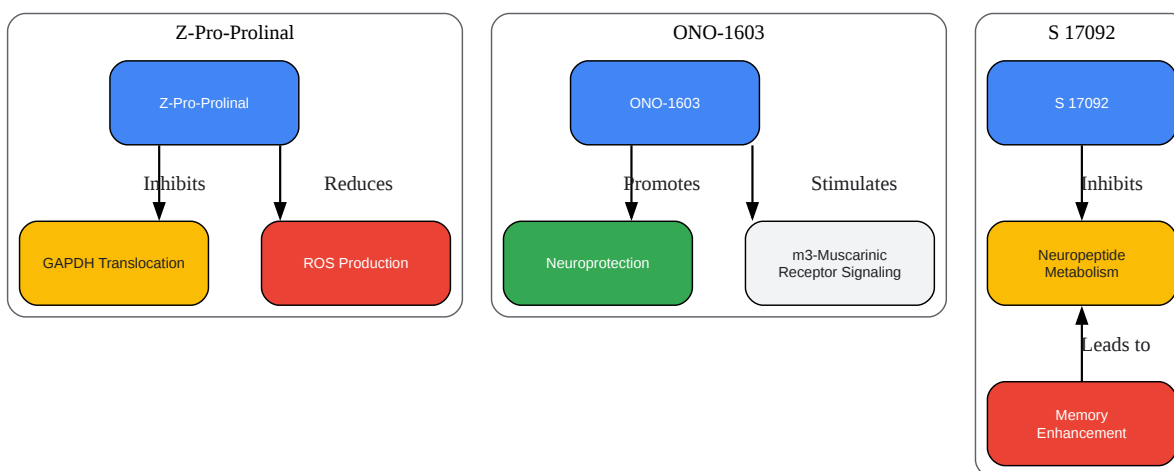 Z-Pro-Prolinal
Z-Pro-Prolinal
Inhibits
Reduces
GAPDH Translocation
ROS Production
ONO-1603
ONO-1603
Promotes
Stimulates
Neuroprotection
m3-Muscarinic
Receptor Signaling
S 17092
S 17092
Inhibits
Neuropeptide
Metabolism
Leads to
Memory
Enhancement